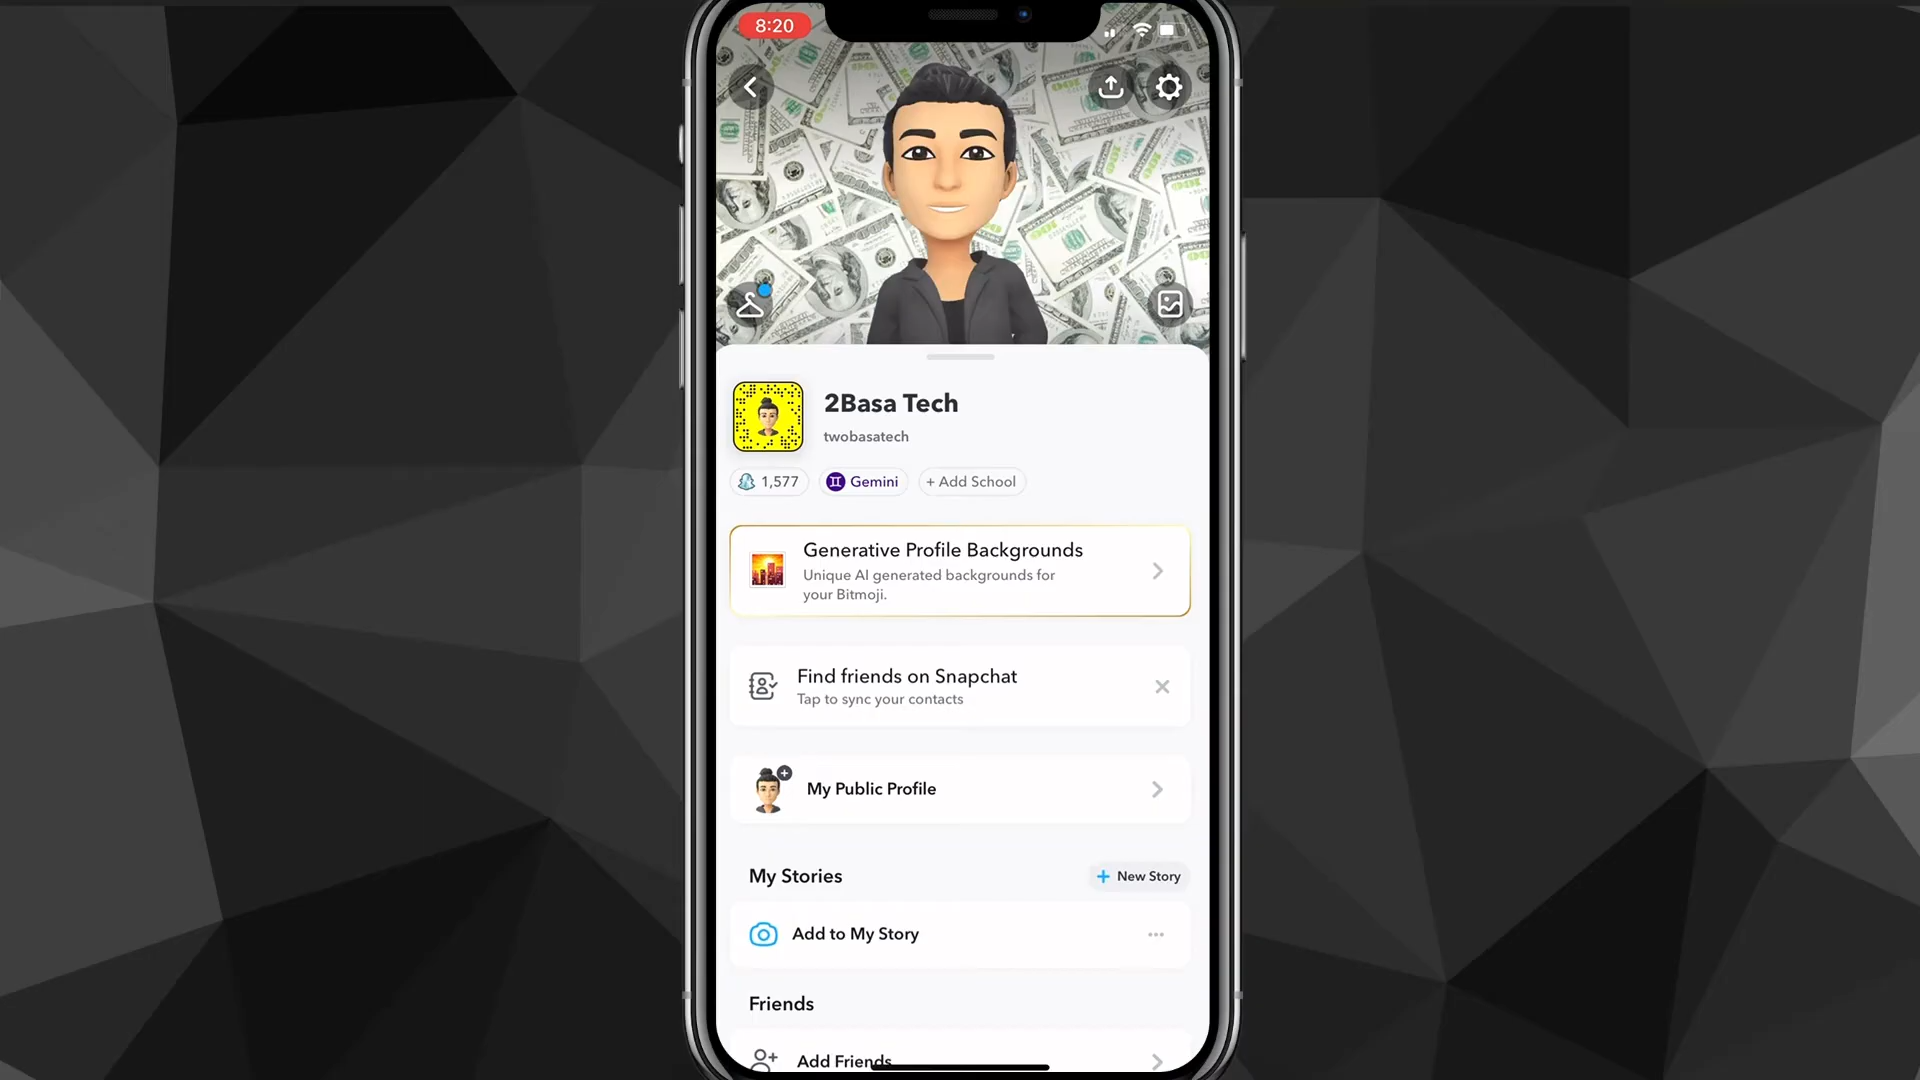 8:20
2Basa Tech
twobasatech
1,577
Gemini
+ Add School
Generative Profile Backgrounds
Unique AI generated backgrounds for
your Bitmoji.
Find friends on Snapchat
Tap to sync your contacts
My Public Profile
My Stories
+ New Story
Add to My Story
Friends
Add Friends